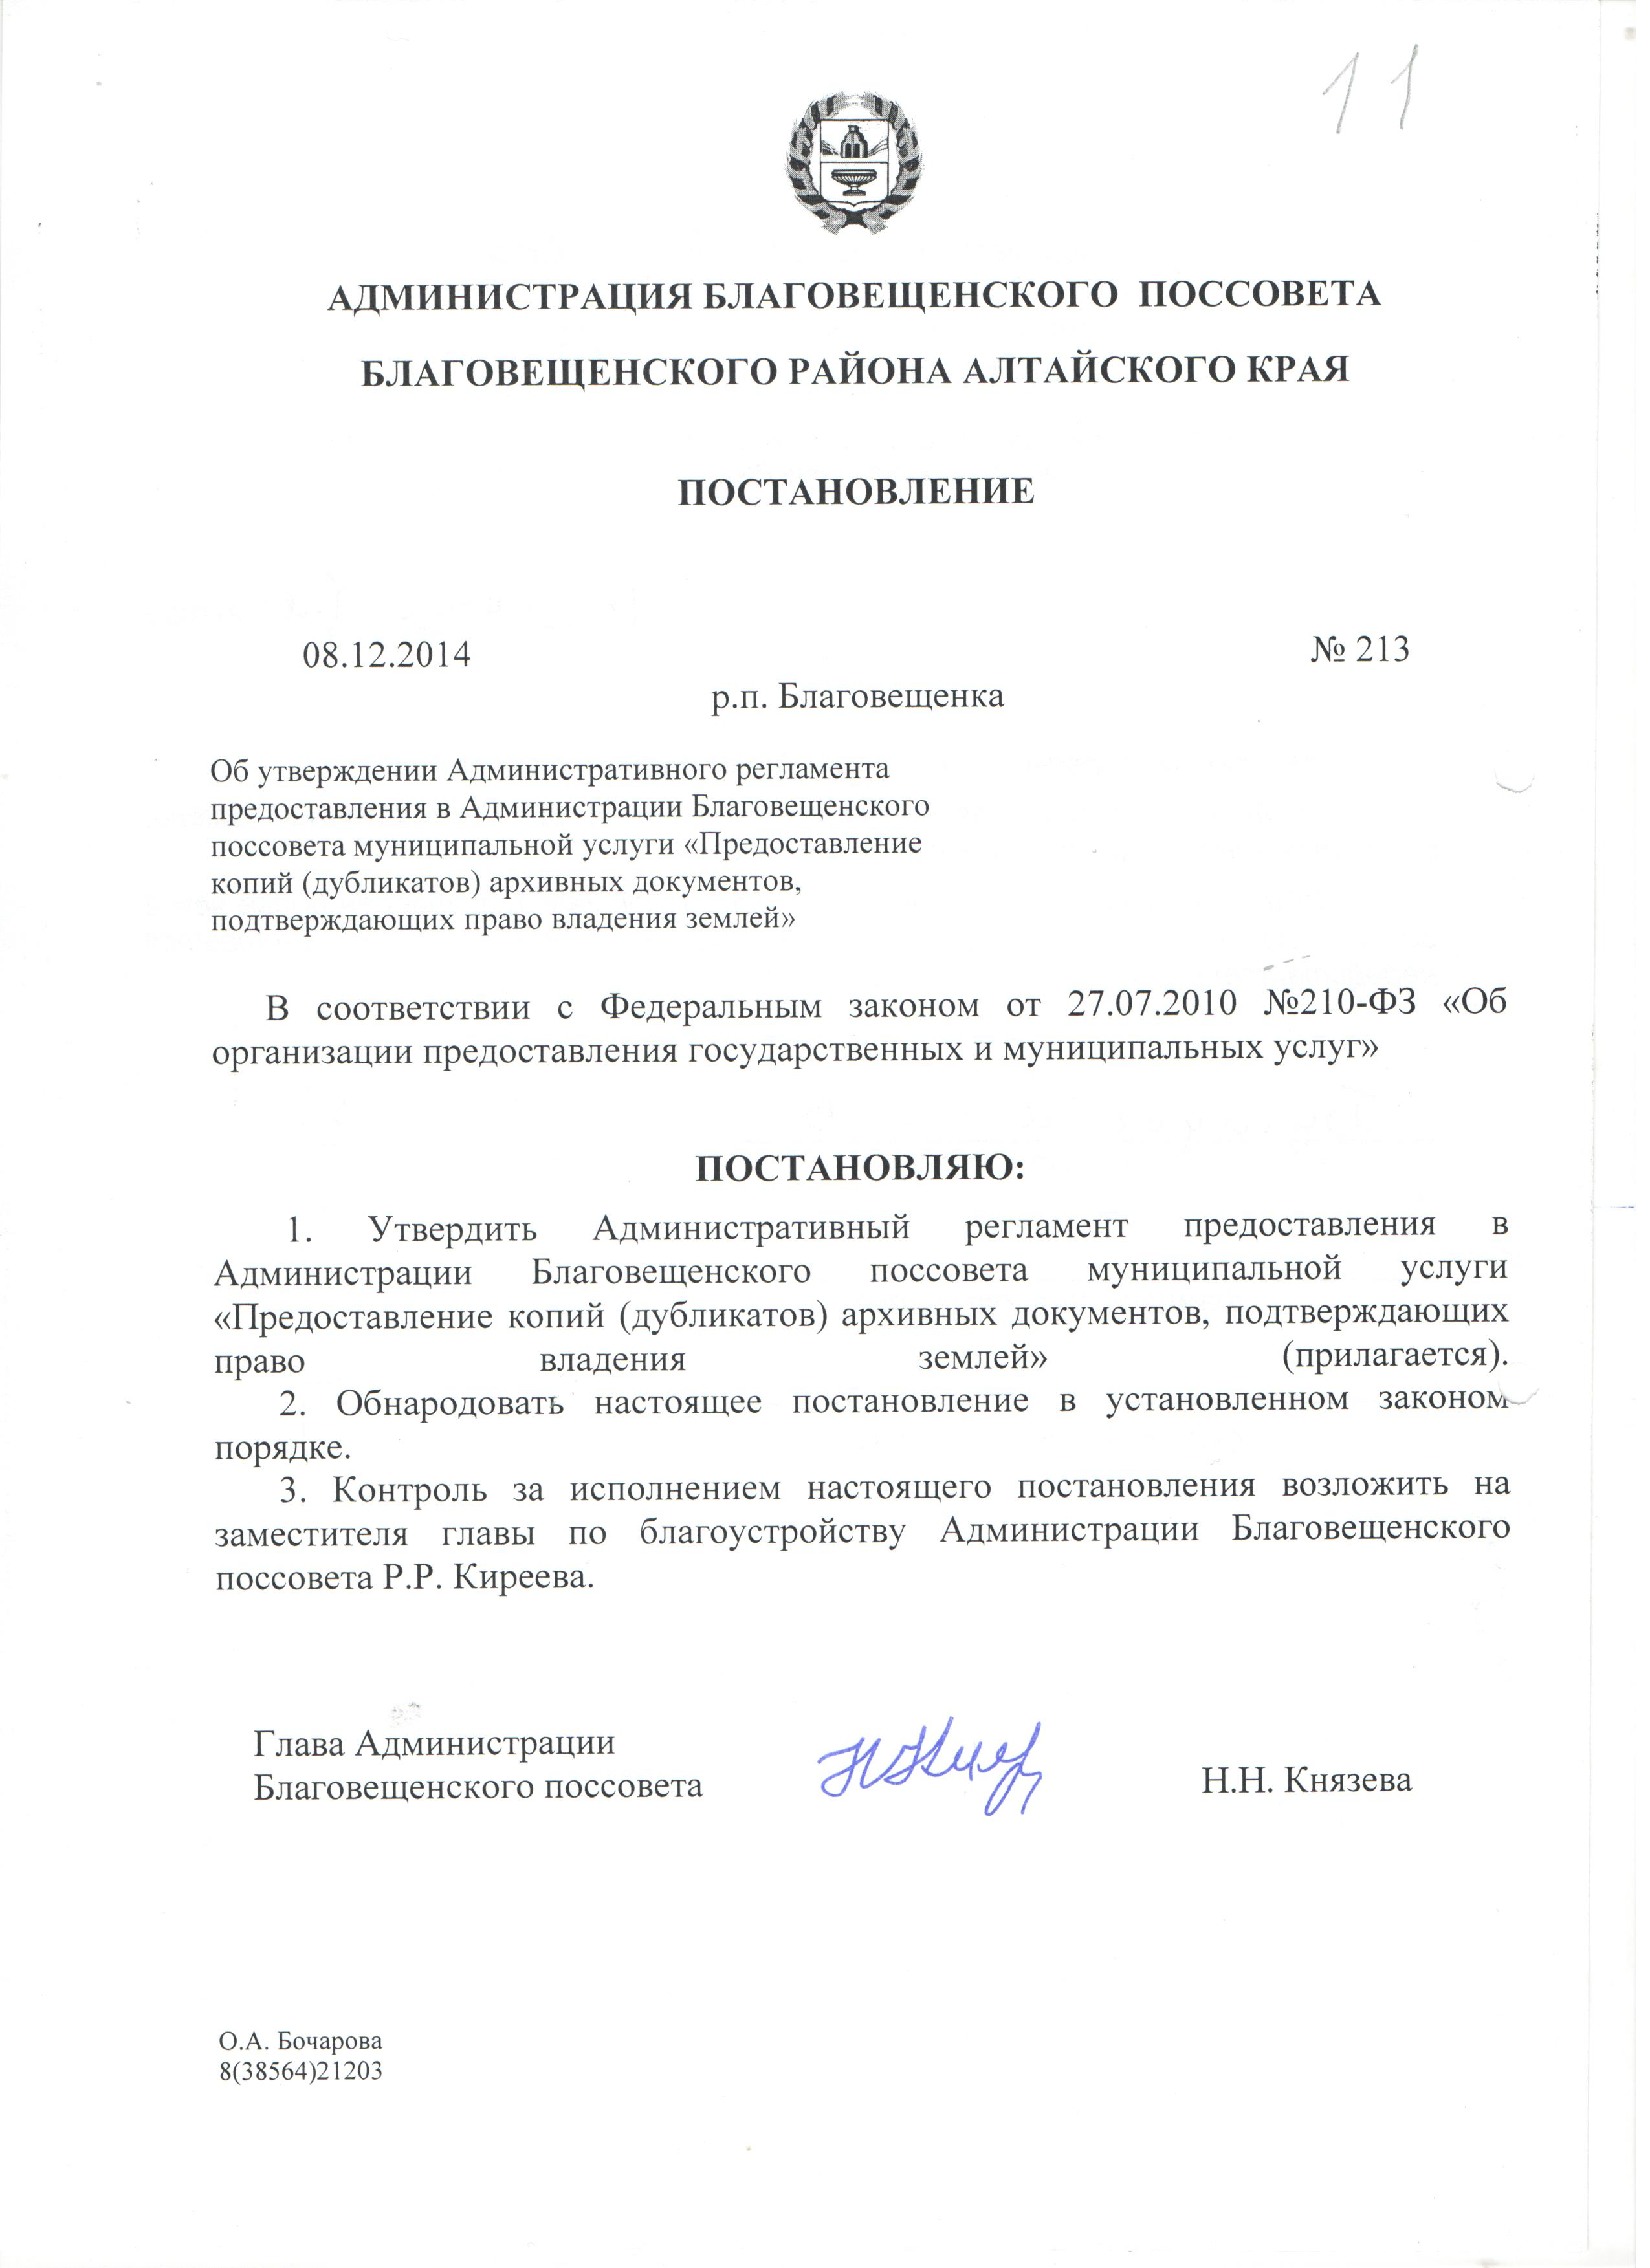 11
АДМИНИСТРАЦИЯ БЛАГОВЕЩЕНСКОГО ПОССОВЕТА
БЛАГОВЕЩЕНСКОГО РАЙОНА АЛТАЙСКОГО КРАЯ
ПОСТАНОВЛЕНИЕ
08.12.2014 № 213
р.п. Благовещенка
Об утверждении Административного регламента
предоставления в Администрации Благовещенского
поссовета муниципальной услуги «Предоставление
копий (дубликатов) архивных документов,
подтверждающих право владения землей»
В соответствии с Федеральным законом от 27.07.2010 №210-ФЗ «Об
организации предоставления государственных и муниципальных услуг»
ПОСТАНОВЛЯЮ:
1. Утвердить Административный регламент предоставления в
Администрации Благовещенского поссовета муниципальной услуги
«Предоставление копий (дубликатов) архивных документов, подтверждающих
право владения землей» (прилагается).
2. Обнародовать настоящее постановление в установленном законом
порядке.
3. Контроль за исполнением настоящего постановления возложить на
заместителя главы по благоустройству Администрации Благовещенского
поссовета Р.Р. Киреева.
Глава Администрации
Благовещенского поссовета Н.Н. Князева
О.А. Бочарова
8(38564)21203